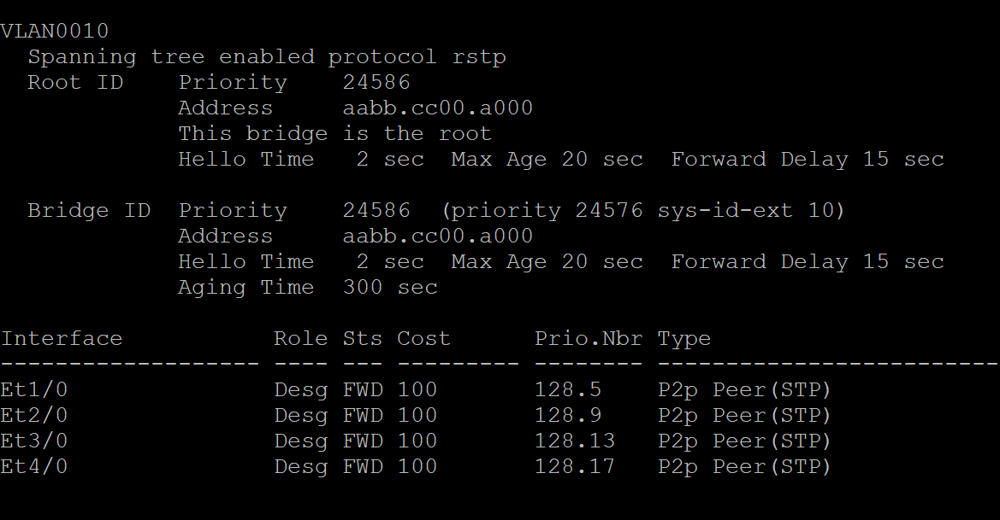 VLAN0010
  Spanning tree enabled protocol rstp
  Root ID    Priority    24586
             Address     aabb.cc00.a000
             This bridge is the root
             Hello Time   2 sec  Max Age 20 sec  Forward Delay 15 sec

  Bridge ID  Priority    24586  (priority 24576 sys-id-ext 10)
             Address     aabb.cc00.a000
             Hello Time   2 sec  Max Age 20 sec  Forward Delay 15 sec
             Aging Time  300 sec

Interface           Role Sts Cost      Prio.Nbr Type
------------------- ---- --- --------- -------- -------------------------
Et1/0               Desg FWD 100       128.5    P2p Peer(STP)
Et2/0               Desg FWD 100       128.9    P2p Peer(STP)
Et3/0               Desg FWD 100       128.13   P2p Peer(STP)
Et4/0               Desg FWD 100       128.17   P2p Peer(STP)